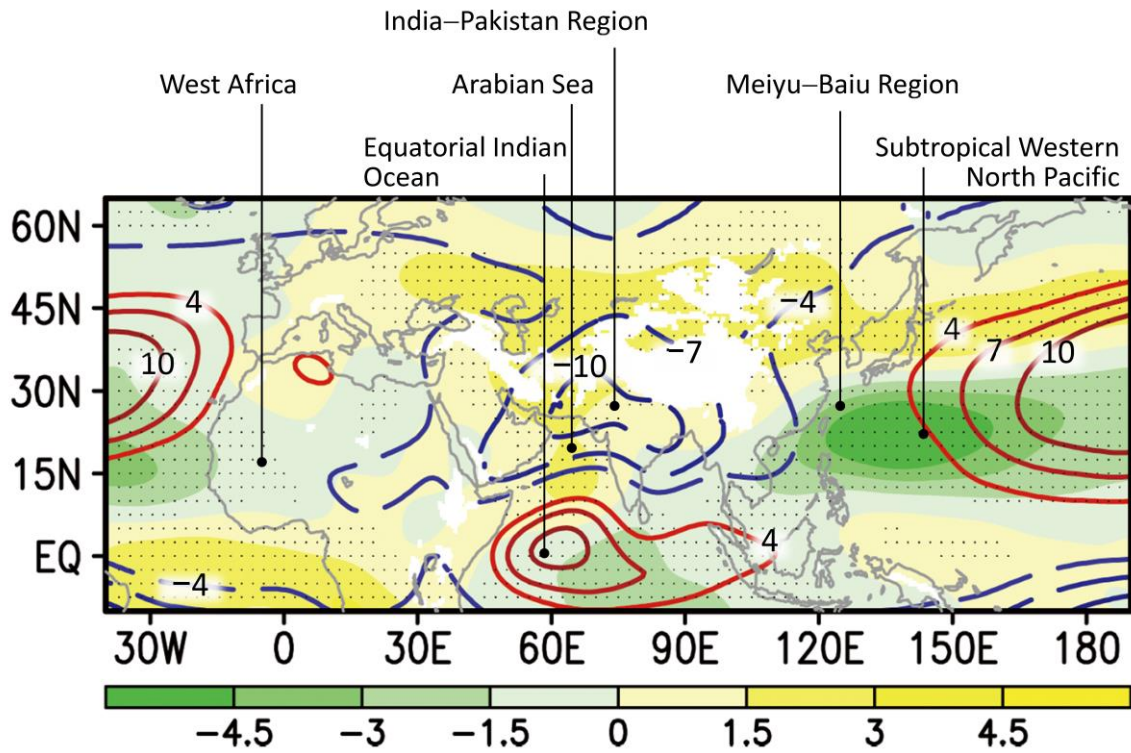 India–Pakistan Region
West Africa
Arabian Sea
Meiyu–Baiu Region
Equatorial Indian
Ocean
Subtropical Western
North Pacific
60N
45N
30N
15N
EQ
4
10
−10
−7
−4
4
7
10
4
−4
30W
0
30E
60E
90E
120E
150E
180
−4.5
−3
−1.5
0
1.5
3
4.5